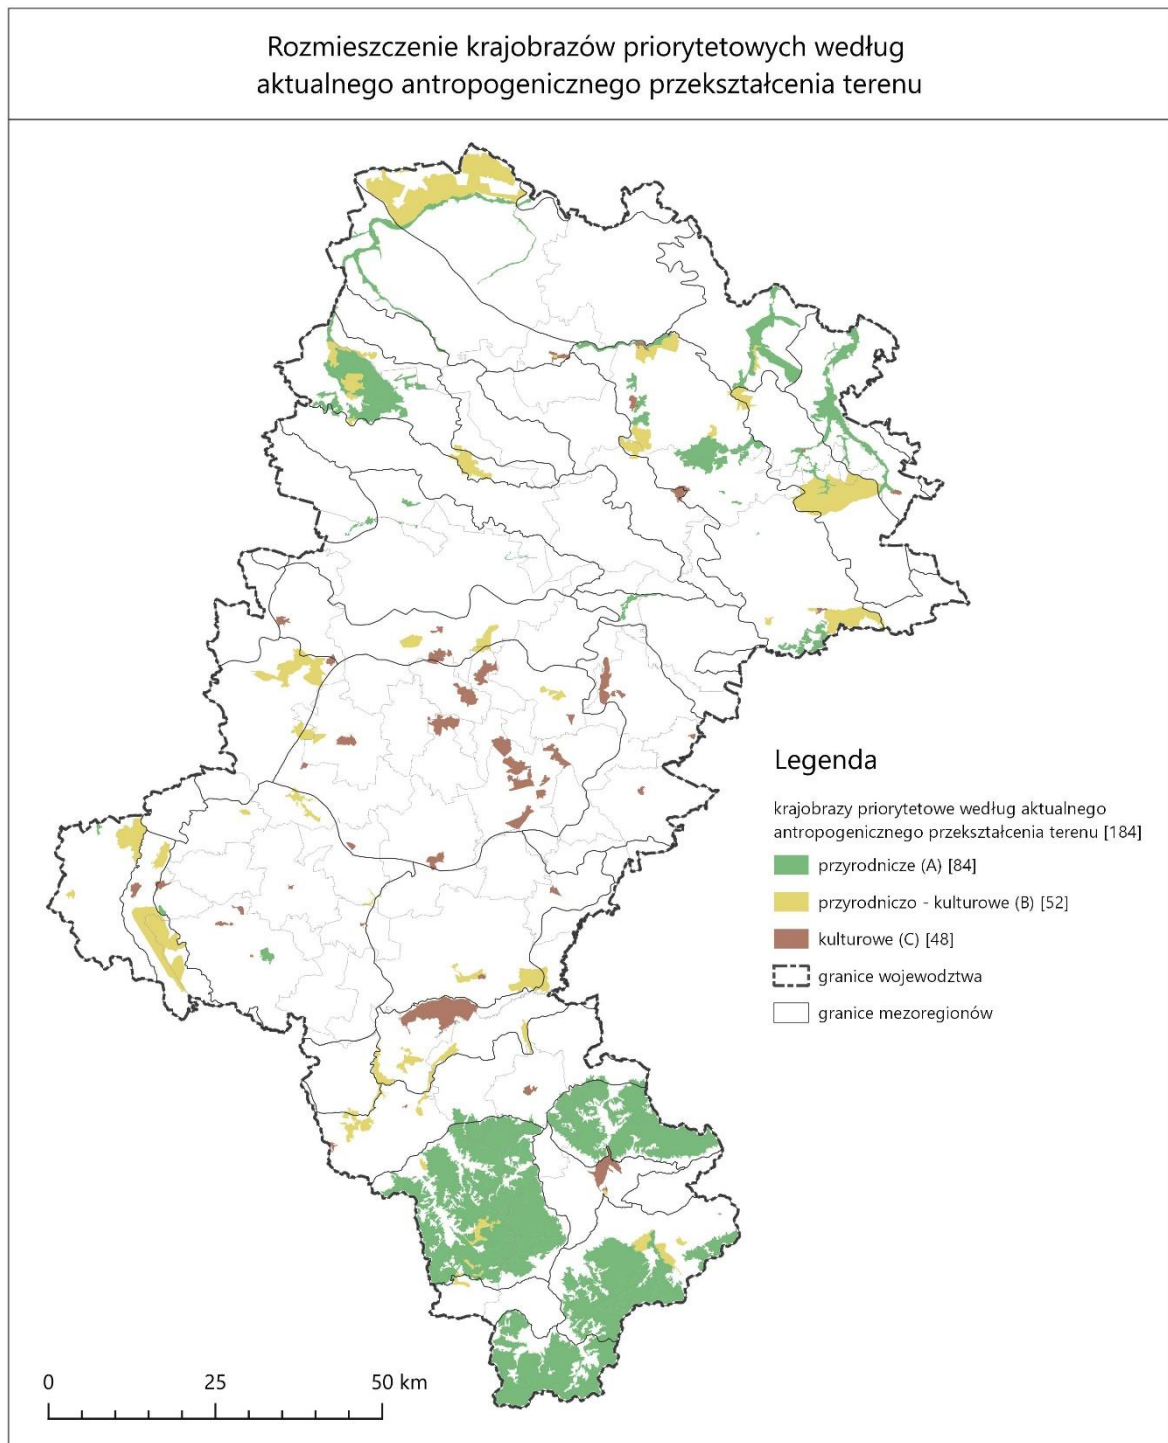 Rozmieszczenie krajobrazów priorytetowych według
aktualnego antropogenicznego przekształcenia terenu
Legenda
krajobrazy priorytetowe według aktualnego
antropogenicznego przekształcenia terenu [184]
przyrodnicze (A) [84]
przyrodniczo - kulturowe (B) [52]
kulturowe (C) [48]
granice wojewodztwa
granice mezoregionów
0 25 50 km